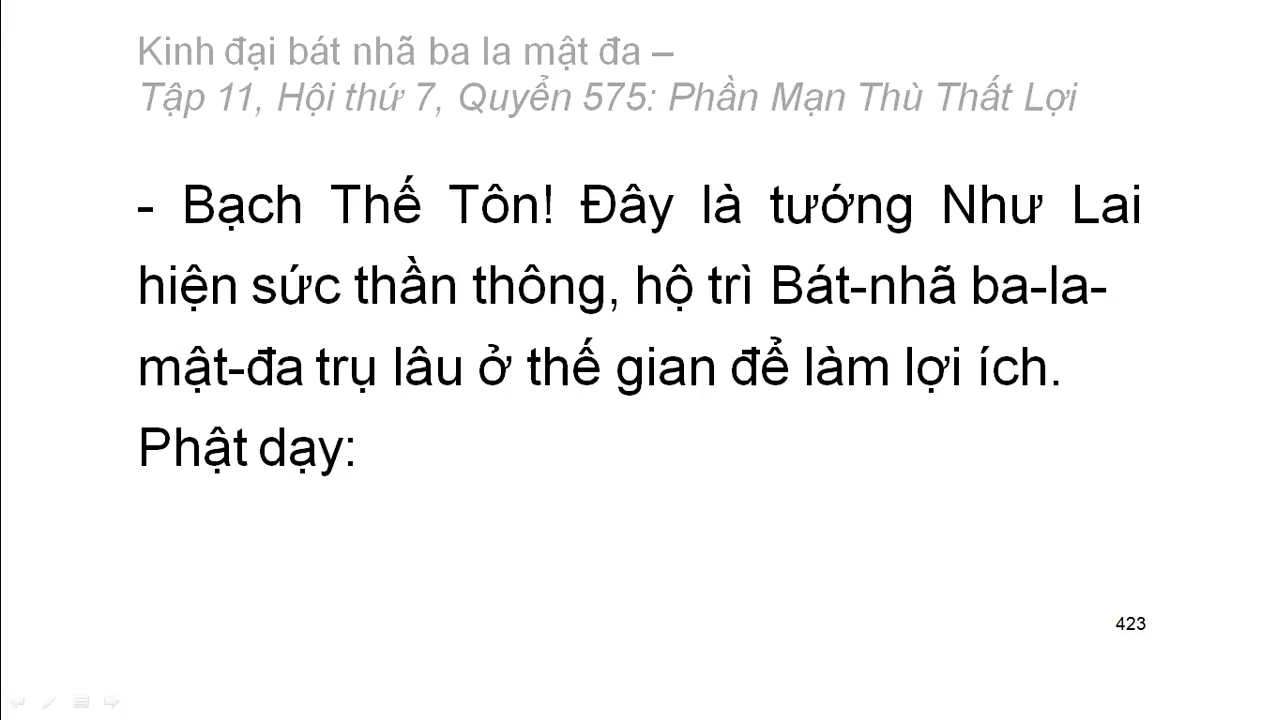 Kinh đại bát nhã ba la mật đa –
Tập 11, Hội thứ 7, Quyển 575: Phần Mạn Thù Thất Lợi
- Bạch Thế Tôn! Đây là tướng Như Lai
hiện sức thần thông, hộ trì Bát-nhã ba-la-
mật-đa trụ lâu ở thế gian để làm lợi ích.
Phật dạy:
423